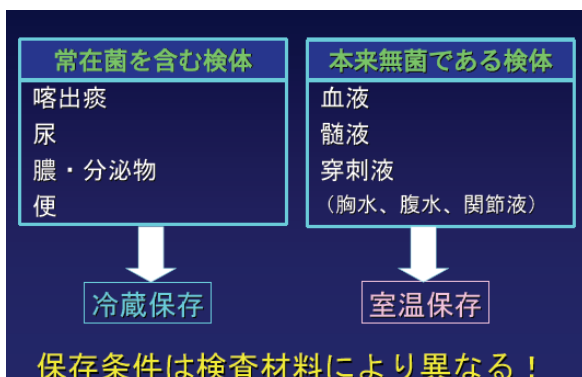 常在菌を含む検体
喀出痰
尿
膿・分泌物
便
冷蔵保存
本来無菌である検体
血液
髄液
穿刺液
（胸水、腹水、関節液）
室温保存
保存条件は検査材料により異なる！